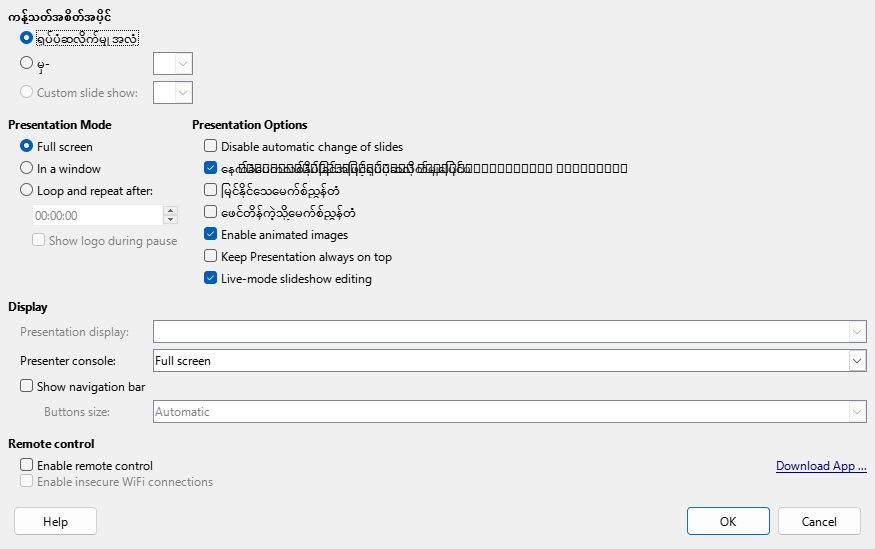 ကန့်သတ်အစိတ်အပိုင်
ရုပ်ပုံဆလိုက်မှု အလုံ
မှ-
Custom slide show:
Presentation Mode
Full screen
In a window
Loop and repeat after:
00:00:00
Show logo during pause
Presentation Options
Disable automatic change of slides
မြင်နိုင်သေမောက်စ်ညွှန်တံ
ဖောင်တိန်ကဲ့သို့မောက်စ်ညွှန်တံ
Enable animated images
Keep Presentation always on top
Live-mode slideshow editing
Display
Presentation display:
Presenter console:
Full screen
Show navigation bar
Buttons size:
Automatic
Remote control
Enable remote control
Download App ...
Enable insecure WiFi connections
Help
OK
Cancel